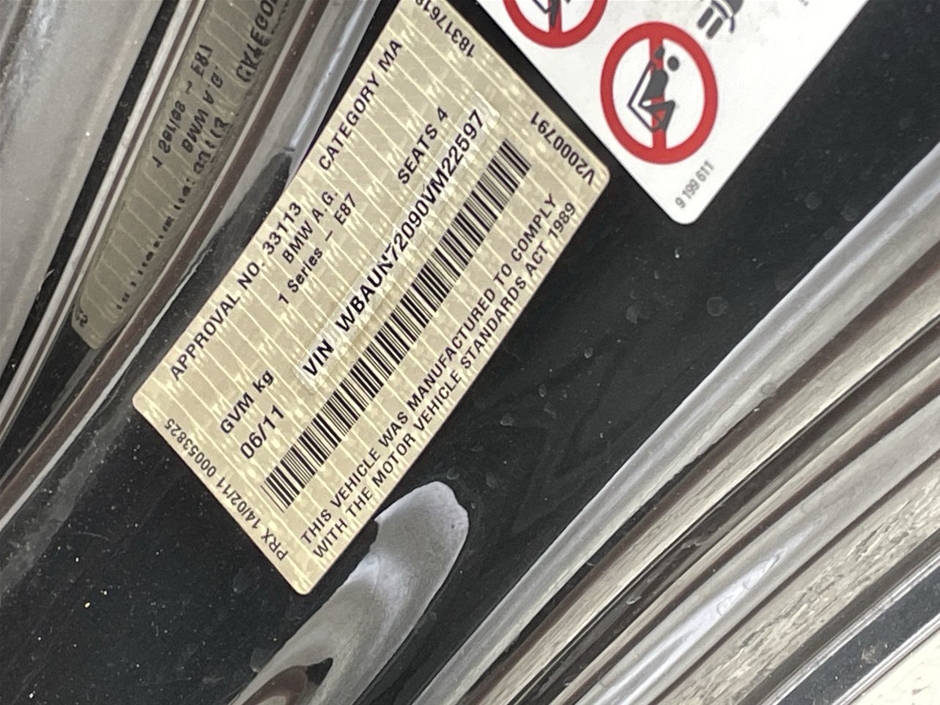 18317618
APPROVAL NO. 33113 CATEGORY MA
BMW A.G.
1 Series - E87
SEATS 4
GVM kg
VIN WBAUN72090VM22597
06/11
V2000791
THIS VEHICLE WAS MANUFACTURED TO COMPLY
WITH THE MOTOR VEHICLE STANDARDS ACT 1989
PRX 14/02/11 00053825
9 199 611